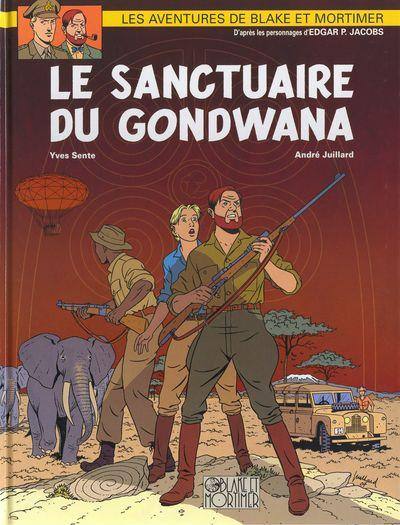 LES AVENTURES DE BLAKE ET MORTIMER
D'après les personnages d'EDGAR P. JACOBS
LE SANCTUAIRE
DU GONDWANA
Yves Sente
André Juillard
Juillard
BLAKE ET
MORTIMER